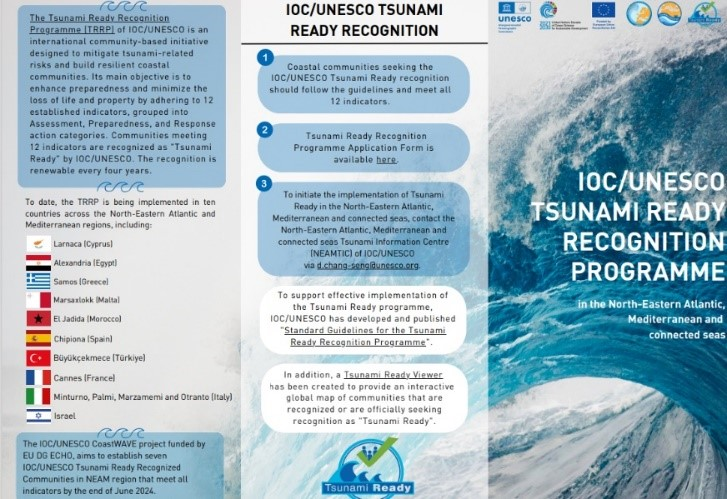 The Tsunami Ready Recognition
Programme (TRRP) of IOC/UNESCO is an
international community-based initiative
designed to mitigate tsunami-related
risks and build resilient coastal
communities. Its main objective is to
enhance preparedness and minimize the
loss of life and property by adhering to 12
established indicators, grouped into
Assessment, Preparedness, and Response
action categories. Communities meeting
12 indicators are recognized as "Tsunami
Ready" by IOC/UNESCO. The recognition is
renewable every four years.
To date, the TRRP is being implemented in ten
countries across the North-Eastern Atlantic and
Mediterranean regions, including:
Larnaca (Cyprus)
Alexandria (Egypt)
Samos (Greece)
Marsaxlokk (Malta)
El Jadida (Morocco)
Chipiona (Spain)
Büyükçekmece (Türkiye)
Cannes (France)
Minturno, Palmi, Marzamemi and Otranto (Italy)
Israel
The IOC/UNESCO CoastWAVE project funded by
EU DG ECHO, aims to establish seven
IOC/UNESCO Tsunami Ready Recognized
Communities in NEAM region that meet all
indicators by the end of June 2024.
IOC/UNESCO TSUNAMI
READY RECOGNITION
1
Coastal communities seeking the
IOC/UNESCO Tsunami Ready recognition
should follow the guidelines and meet all
12 indicators.
2
Tsunami Ready Recognition
Programme Application Form is
available here.
3
To initiate the implementation of Tsunami
Ready in the North-Eastern Atlantic,
Mediterranean and connected seas, contact the
North-Eastern Atlantic, Mediterranean and
connected seas Tsunami Information Centre
(NEAMTIC) of IOC/UNESCO
via d.chang-seng@unesco.org.
To support effective implementation of
the Tsunami Ready programme,
IOC/UNESCO has developed and published
"Standard Guidelines for the Tsunami
Ready Recognition Programme".
In addition, a Tsunami Ready Viewer
has been created to provide an interactive
global map of communities that are
recognized or are officially seeking
recognition as "Tsunami Ready".
Tsunami Ready
unesco
IOC/UNESCO
TSUNAMI READY
RECOGNITION
PROGRAMME
in the North-Eastern Atlantic,
Mediterranean and
connected seas